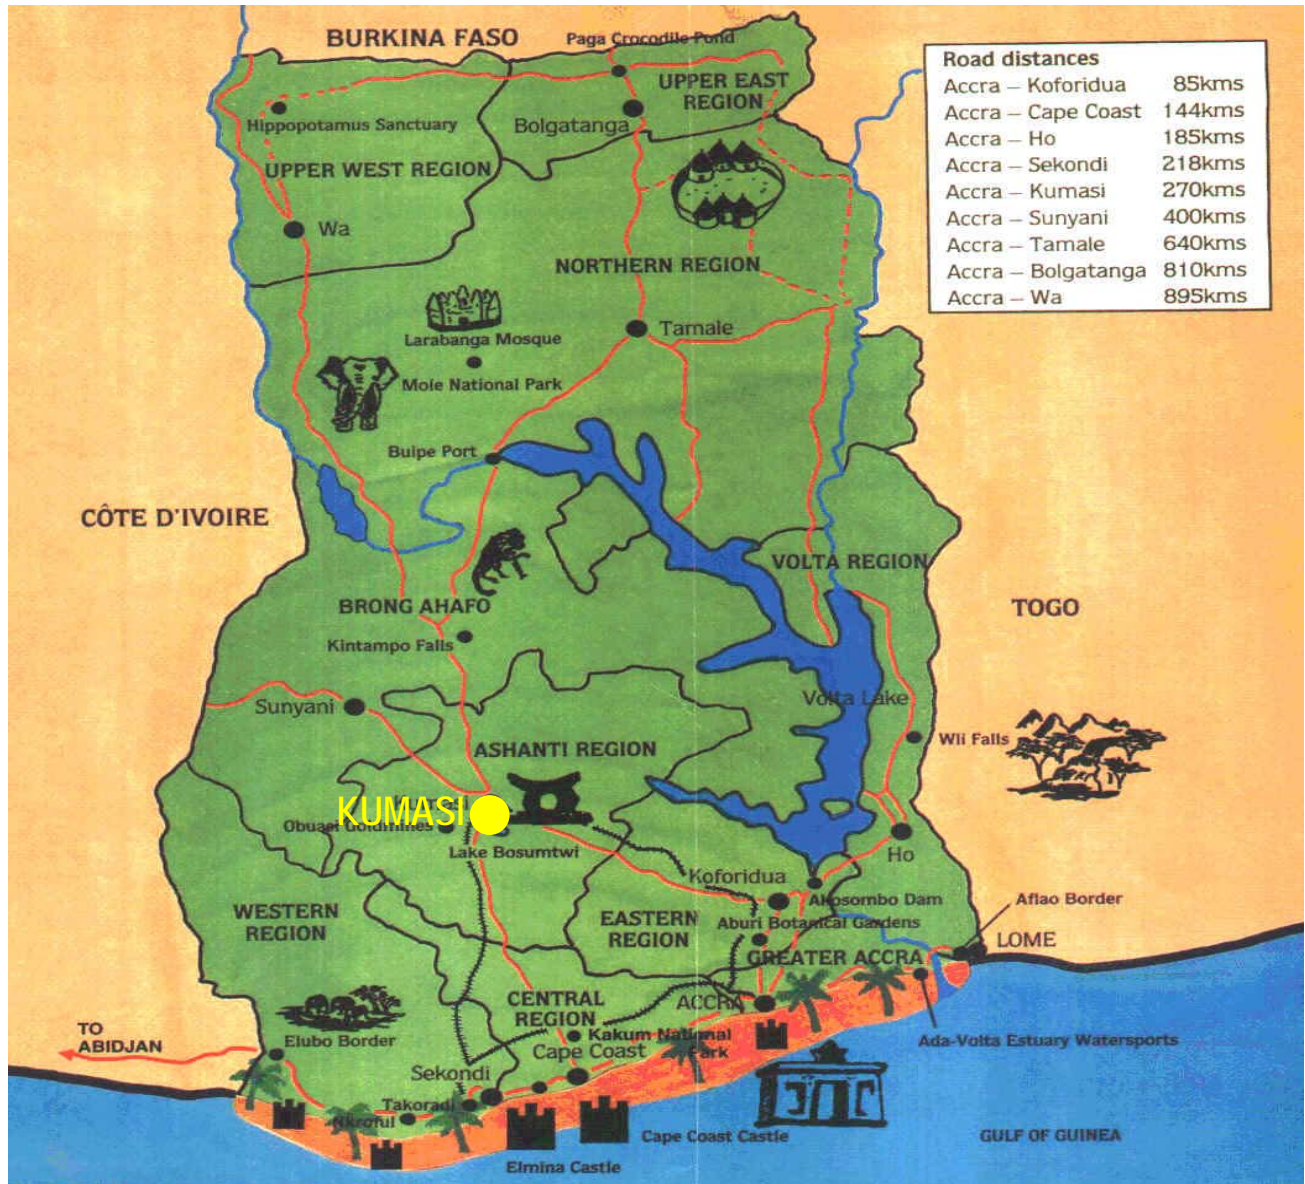 BURKINA FASO
Paga Crocodile Pond
Road distances
Accra – Koforidua 85kms
Accra – Cape Coast 144kms
Accra – Ho 185kms
Accra – Sekondi 218kms
Accra – Kumasi 270kms
Accra – Sunyani 400kms
Accra – Tamale 640kms
Accra – Bolgatanga 810kms
Accra – Wa 895kms
UPPER EAST
REGION
Hippopotamus Sanctuary
Bolgatanga
UPPER WEST REGION
Wa
NORTHERN REGION
Tamale
Larabanga Mosque
Mole National Park
Buipe Port
CÔTE D'IVOIRE
VOLTA REGION
BRONG AHAFO
TOGO
Kintampo Falls
Sunyani
Volta Lake
Wli Falls
ASHANTI REGION
Kumasi
KUMASI
Obuasi Goldmines
Lake Bosumtwi
Ho
Koforidua
Akosombo Dam
Aflao Border
WESTERN
REGION
EASTERN
REGION
Aburi Botanical Gardens
LOME
GREATER ACCRA
CENTRAL
REGION
ACCRA
TO
ABIDJAN
Elubo Border
Kakum National
Park
Cape Coast
Ada-Volta Estuary Watersports
Sekondi
Takoradi
Nkroful
Cape Coast Castle
GULF OF GUINEA
Elmina Castle